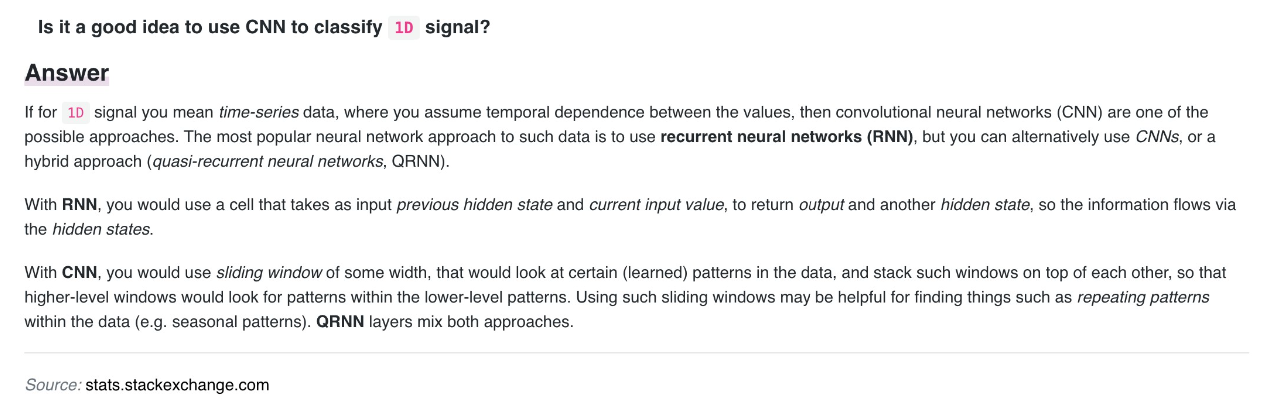 Is it a good idea to use CNN to classify 1D signal?
Answer
If for 1D signal you mean time-series data, where you assume temporal dependence between the values, then convolutional neural networks (CNN) are one of the
possible approaches. The most popular neural network approach to such data is to use recurrent neural networks (RNN), but you can alternatively use CNNs, or a
hybrid approach (quasi-recurrent neural networks, QRNN).
With RNN, you would use a cell that takes as input previous hidden state and current input value, to return output and another hidden state, so the information flows via
the hidden states.
With CNN, you would use sliding window of some width, that would look at certain (learned) patterns in the data, and stack such windows on top of each other, so that
higher-level windows would look for patterns within the lower-level patterns. Using such sliding windows may be helpful for finding things such as repeating patterns
within the data (e.g. seasonal patterns). QRNN layers mix both approaches.
Source: stats.stackexchange.com